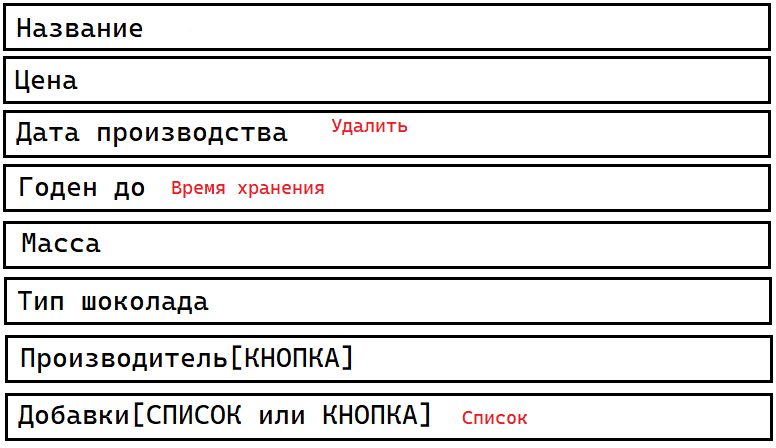 Название
Цена
Дата производства Удалить
Годен до Время хранения
Масса
Тип шоколада
Производитель[КНОПКА]
Добавки[СПИСОК или КНОПКА] Список